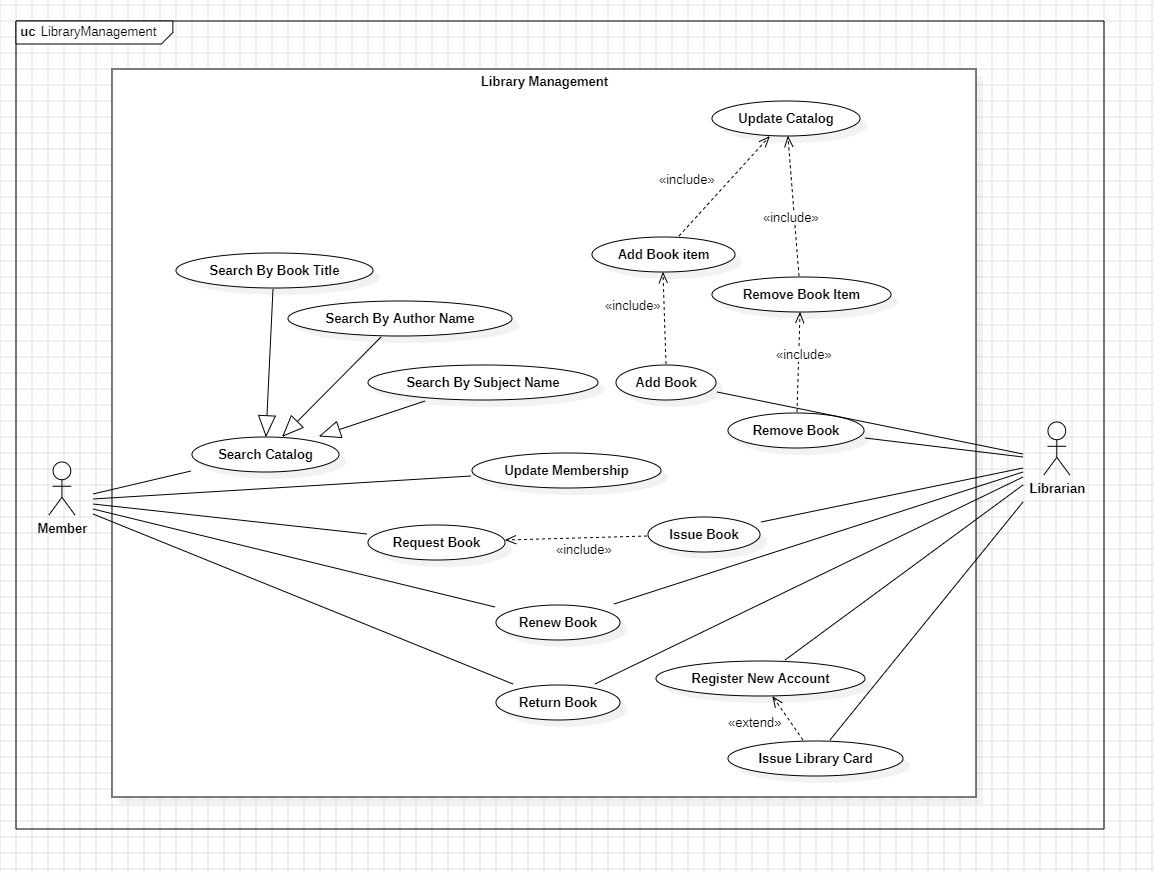 uc LibraryManagement
Library Management
Update Catalog
«include»
«include»
Add Book item
Search By Book Title
Remove Book Item
«include»
Search By Author Name
«include»
Search By Subject Name
Add Book
Remove Book
Search Catalog
Update Membership
Librarian
Member
Issue Book
Request Book
«include»
Renew Book
Register New Account
Return Book
«extend»
Issue Library Card